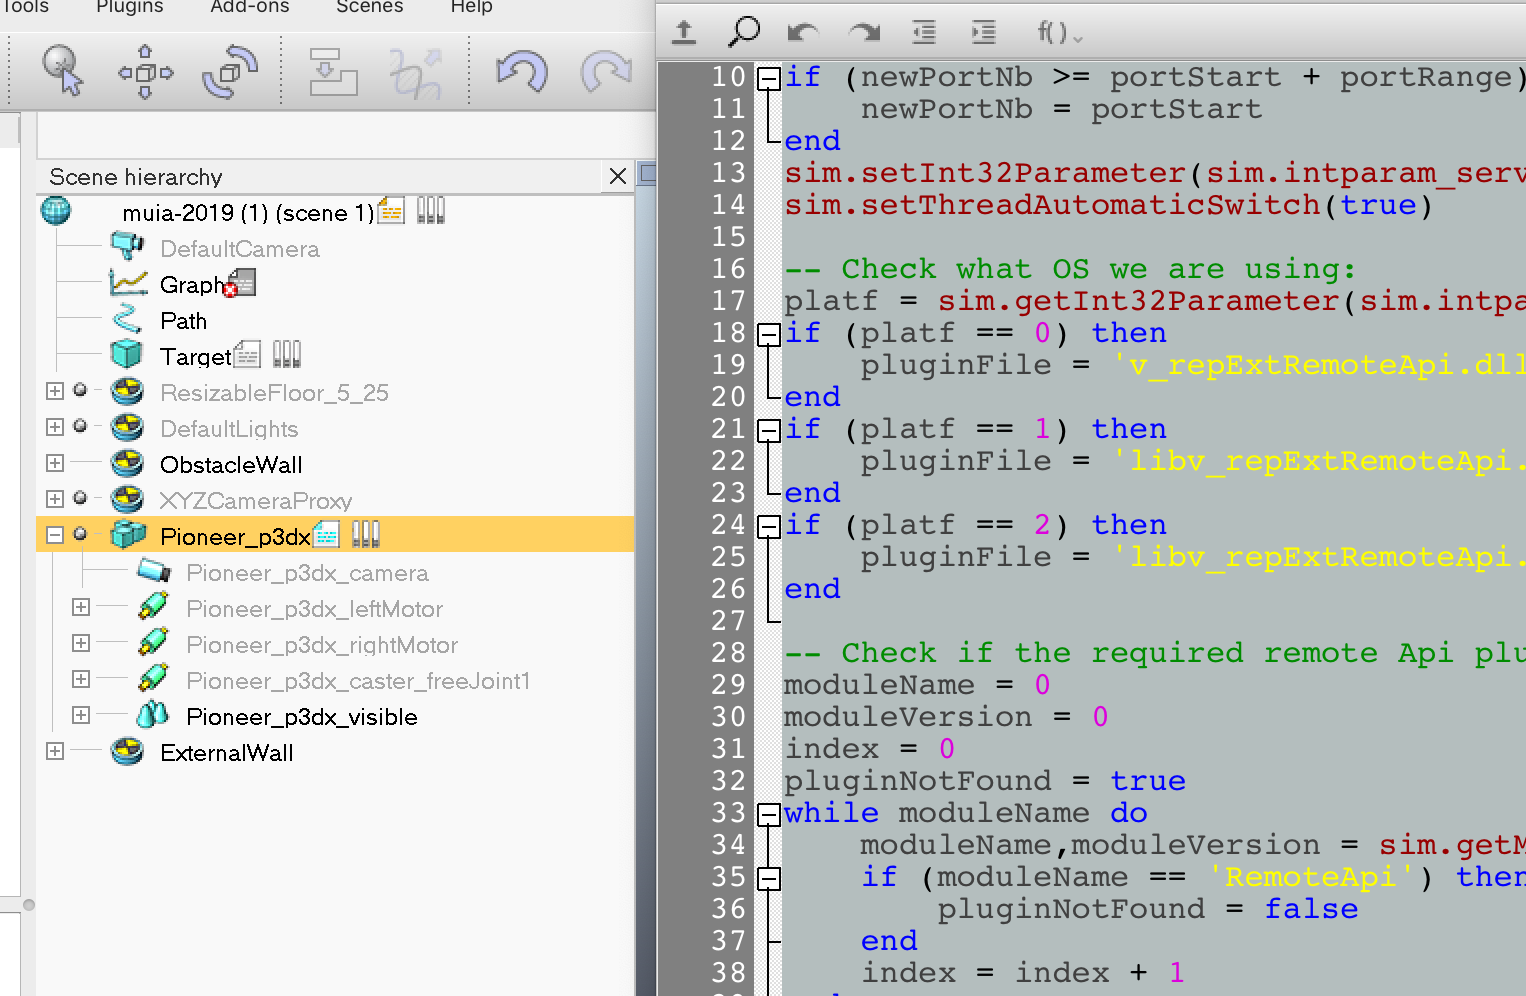 Tools Plugins Add-ons Scenes Help
Scene hierarchy
muia-2019 (1) (scene 1)
DefaultCamera
Graph
Path
Target
ResizableFloor_5_25
DefaultLights
ObstacleWall
XYZCameraProxy
Pioneer_p3dx
Pioneer_p3dx_camera
Pioneer_p3dx_leftMotor
Pioneer_p3dx_rightMotor
Pioneer_p3dx_caster_freeJoint1
Pioneer_p3dx_visible
ExternalWall
f()
10 if (newPortNb >= portStart + portRange)
11 newPortNb = portStart
12 end
13 sim.setInt32Parameter(sim.intparam_serv
14 sim.setThreadAutomaticSwitch(true)
15
16 -- Check what OS we are using:
17 platf = sim.getInt32Parameter(sim.intpa
18 if (platf == 0) then
19 pluginFile = 'v_repExtRemoteApi.dll
20 end
21 if (platf == 1) then
22 pluginFile = 'libv_repExtRemoteApi.
23 end
24 if (platf == 2) then
25 pluginFile = 'libv_repExtRemoteApi.
26 end
27
28 -- Check if the required remote Api plu
29 moduleName = 0
30 moduleVersion = 0
31 index = 0
32 pluginNotFound = true
33 while moduleName do
34 moduleName,moduleVersion = sim.getM
35 if (moduleName == 'RemoteApi') then
36 pluginNotFound = false
37 end
38 index = index + 1